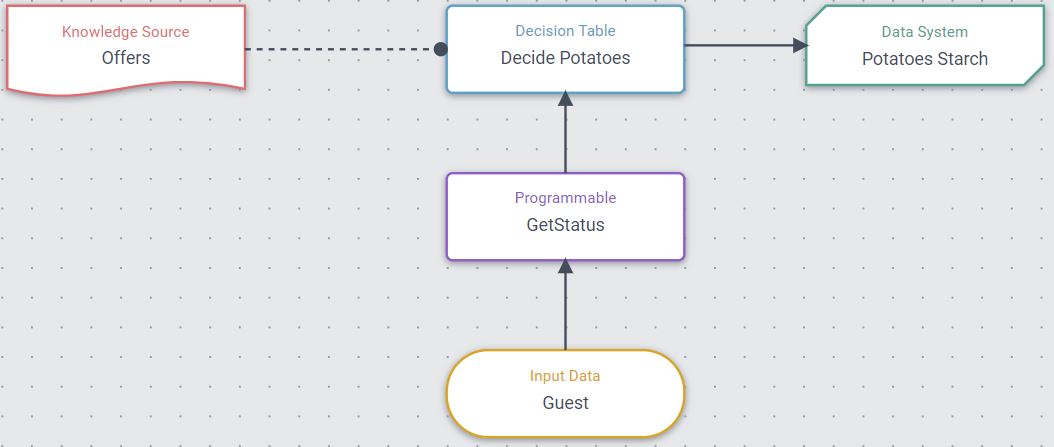 Knowledge Source
Offers
Decision Table
Decide Potatoes
Data System
Potatoes Starch
Programmable
GetStatus
Input Data
Guest